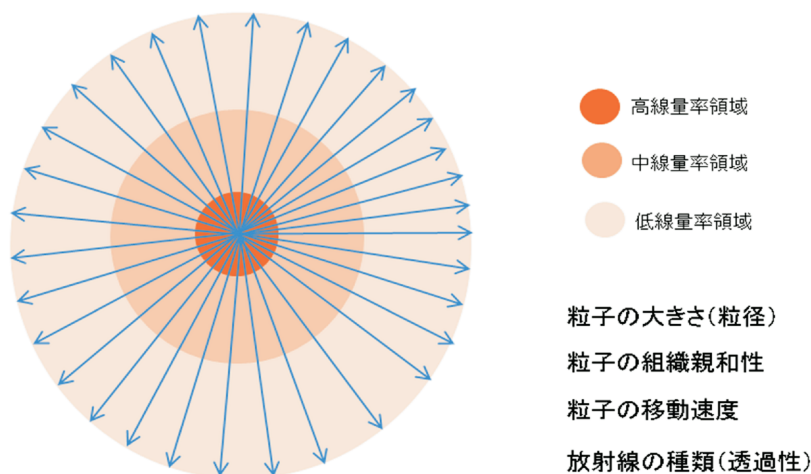 高線量率領域
中線量率領域
低線量率領域
粒子の大きさ(粒径)
粒子の組織親和性
粒子の移動速度
放射線の種類(透過性)